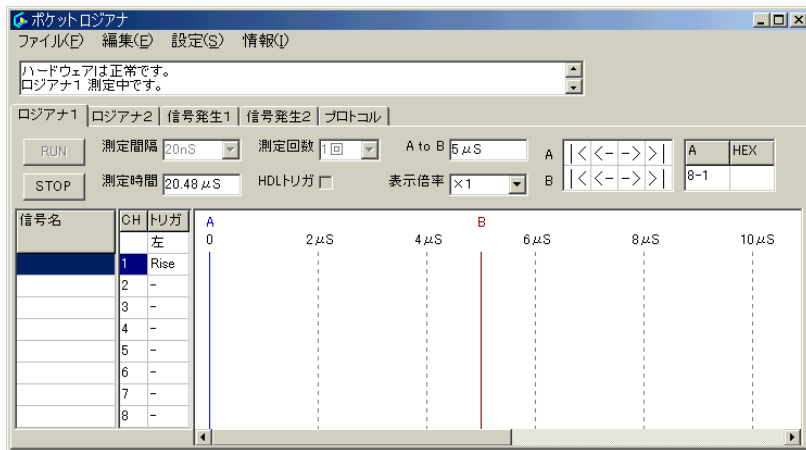 ポケットロジアナ
ファイル(F) 編集(E) 設定(S) 情報(I)
ハードウェアは正常です。
ロジアナ1 測定中です。
ロジアナ1 ロジアナ2 信号発生1 信号発生2 プロトコル
RUN 測定間隔 20nS 測定回数 1回 A to B 5μS
STOP 測定時間 20.48μS HDLトリガ 表示倍率 ×1
A |< <- -> >|
B |< <- -> >|
A HEX
8-1
信号名 CH トリガ A B
左 0 2μS 4μS 6μS 8μS 10μS
1 Rise
2 -
3 -
4 -
5 -
6 -
7 -
8 -